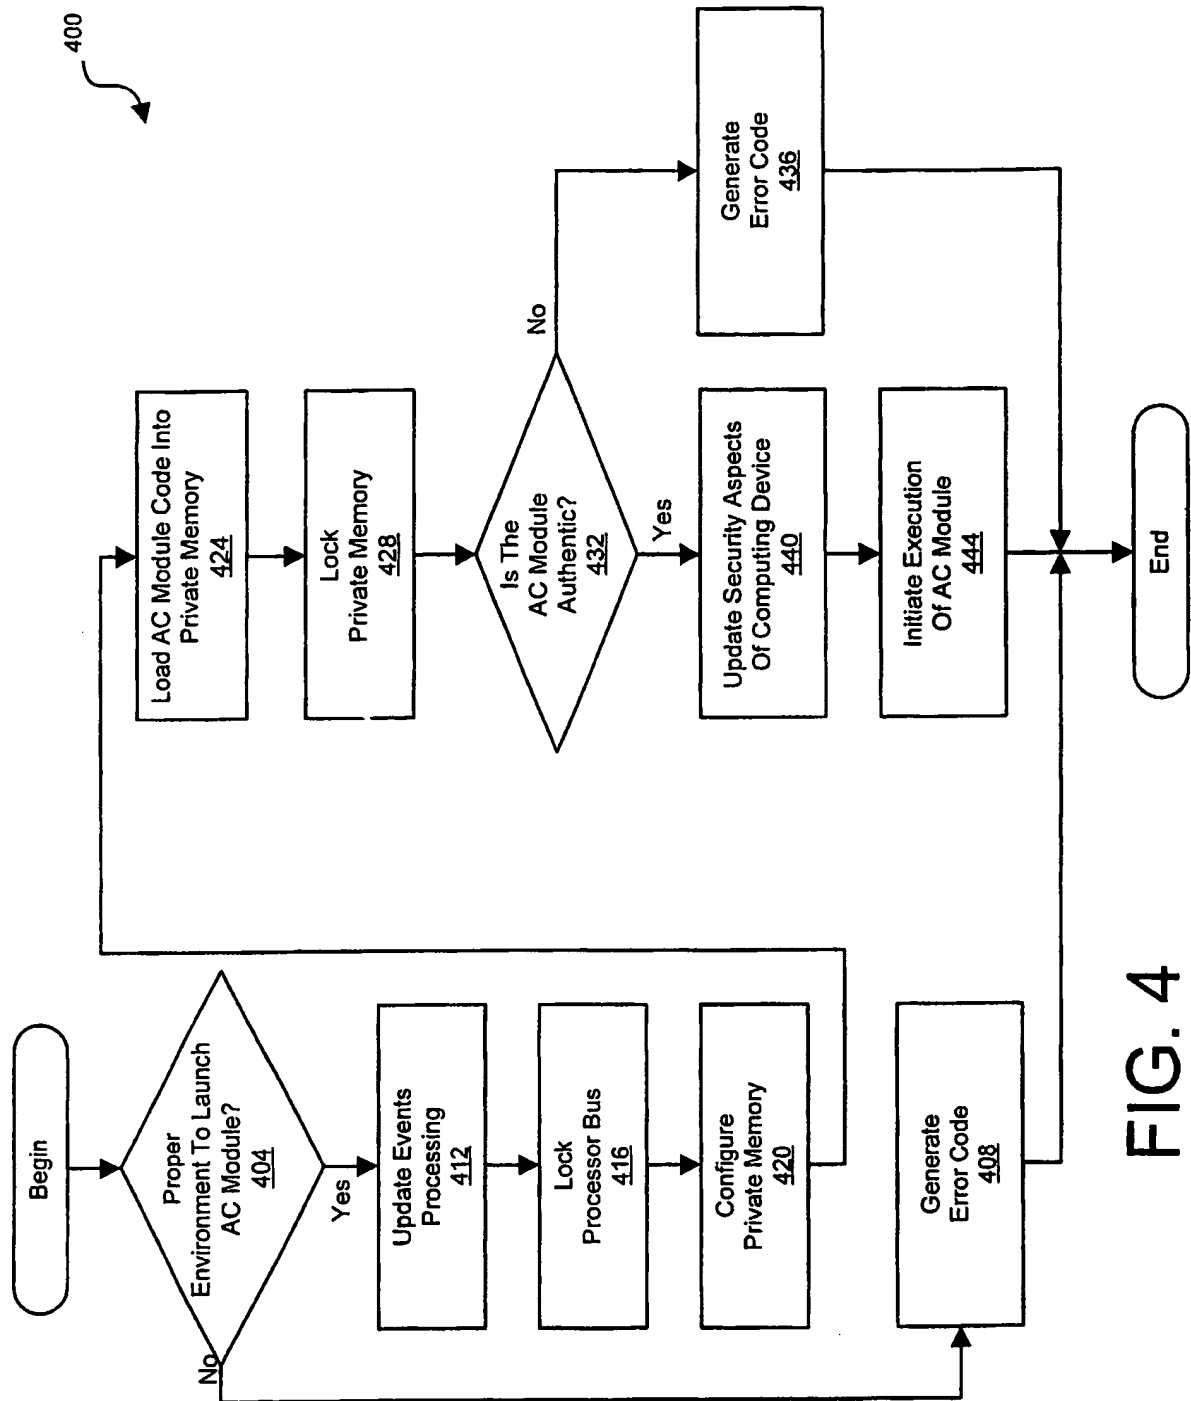 400
Begin
Proper
Environment To Launch
AC Module?
404
No
Yes
Update Events
Processing
412
Lock
Processor Bus
416
Configure
Private Memory
420
Generate
Error Code
408
Load AC Module Code Into
Private Memory
424
Lock
Private Memory
428
Is The
AC Module
Authentic?
432
No
Yes
Generate
Error Code
436
Update Security Aspects
Of Computing Device
440
Initiate Execution
Of AC Module
444
End
FIG. 4